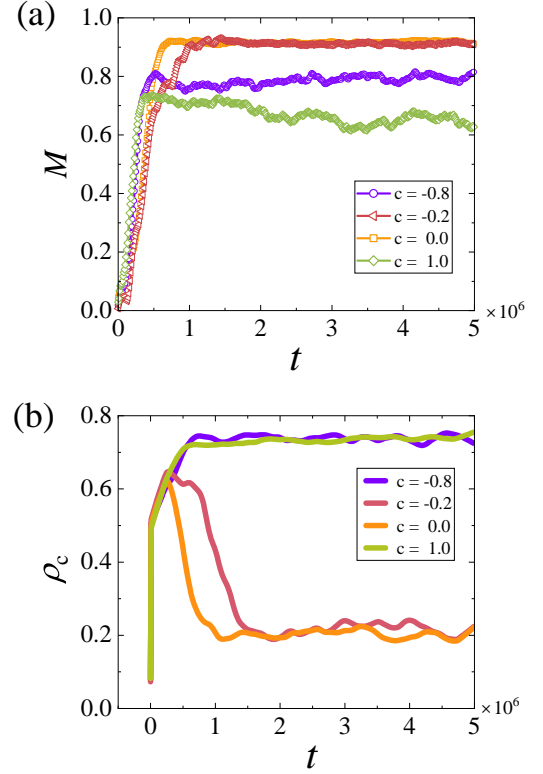 (a)
1.0
0.8
0.6
0.4
0.2
0.0
M
c = -0.8
c = -0.2
c = 0.0
c = 1.0
0 1 2 3 4 5
×10⁶
t
(b)
0.8
0.6
0.4
0.2
0.0
ρc
c = -0.8
c = -0.2
c = 0.0
c = 1.0
0 1 2 3 4 5
×10⁶
t